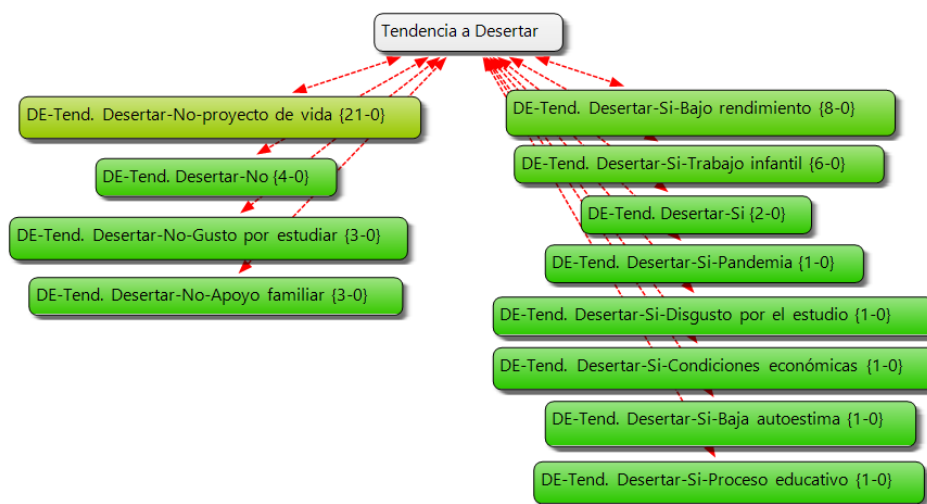 Tendencia a Desertar
DE-Tend. Desertar-No-proyecto de vida {21-0}
DE-Tend. Desertar-No {4-0}
DE-Tend. Desertar-No-Gusto por estudiar {3-0}
DE-Tend. Desertar-No-Apoyo familiar {3-0}
DE-Tend. Desertar-Si-Bajo rendimiento {8-0}
DE-Tend. Desertar-Si-Trabajo infantil {6-0}
DE-Tend. Desertar-Si {2-0}
DE-Tend. Desertar-Si-Pandemia {1-0}
DE-Tend. Desertar-Si-Disgusto por el estudio {1-0}
DE-Tend. Desertar-Si-Condiciones económicas {1-0}
DE-Tend. Desertar-Si-Baja autoestima {1-0}
DE-Tend. Desertar-Si-Proceso educativo {1-0}